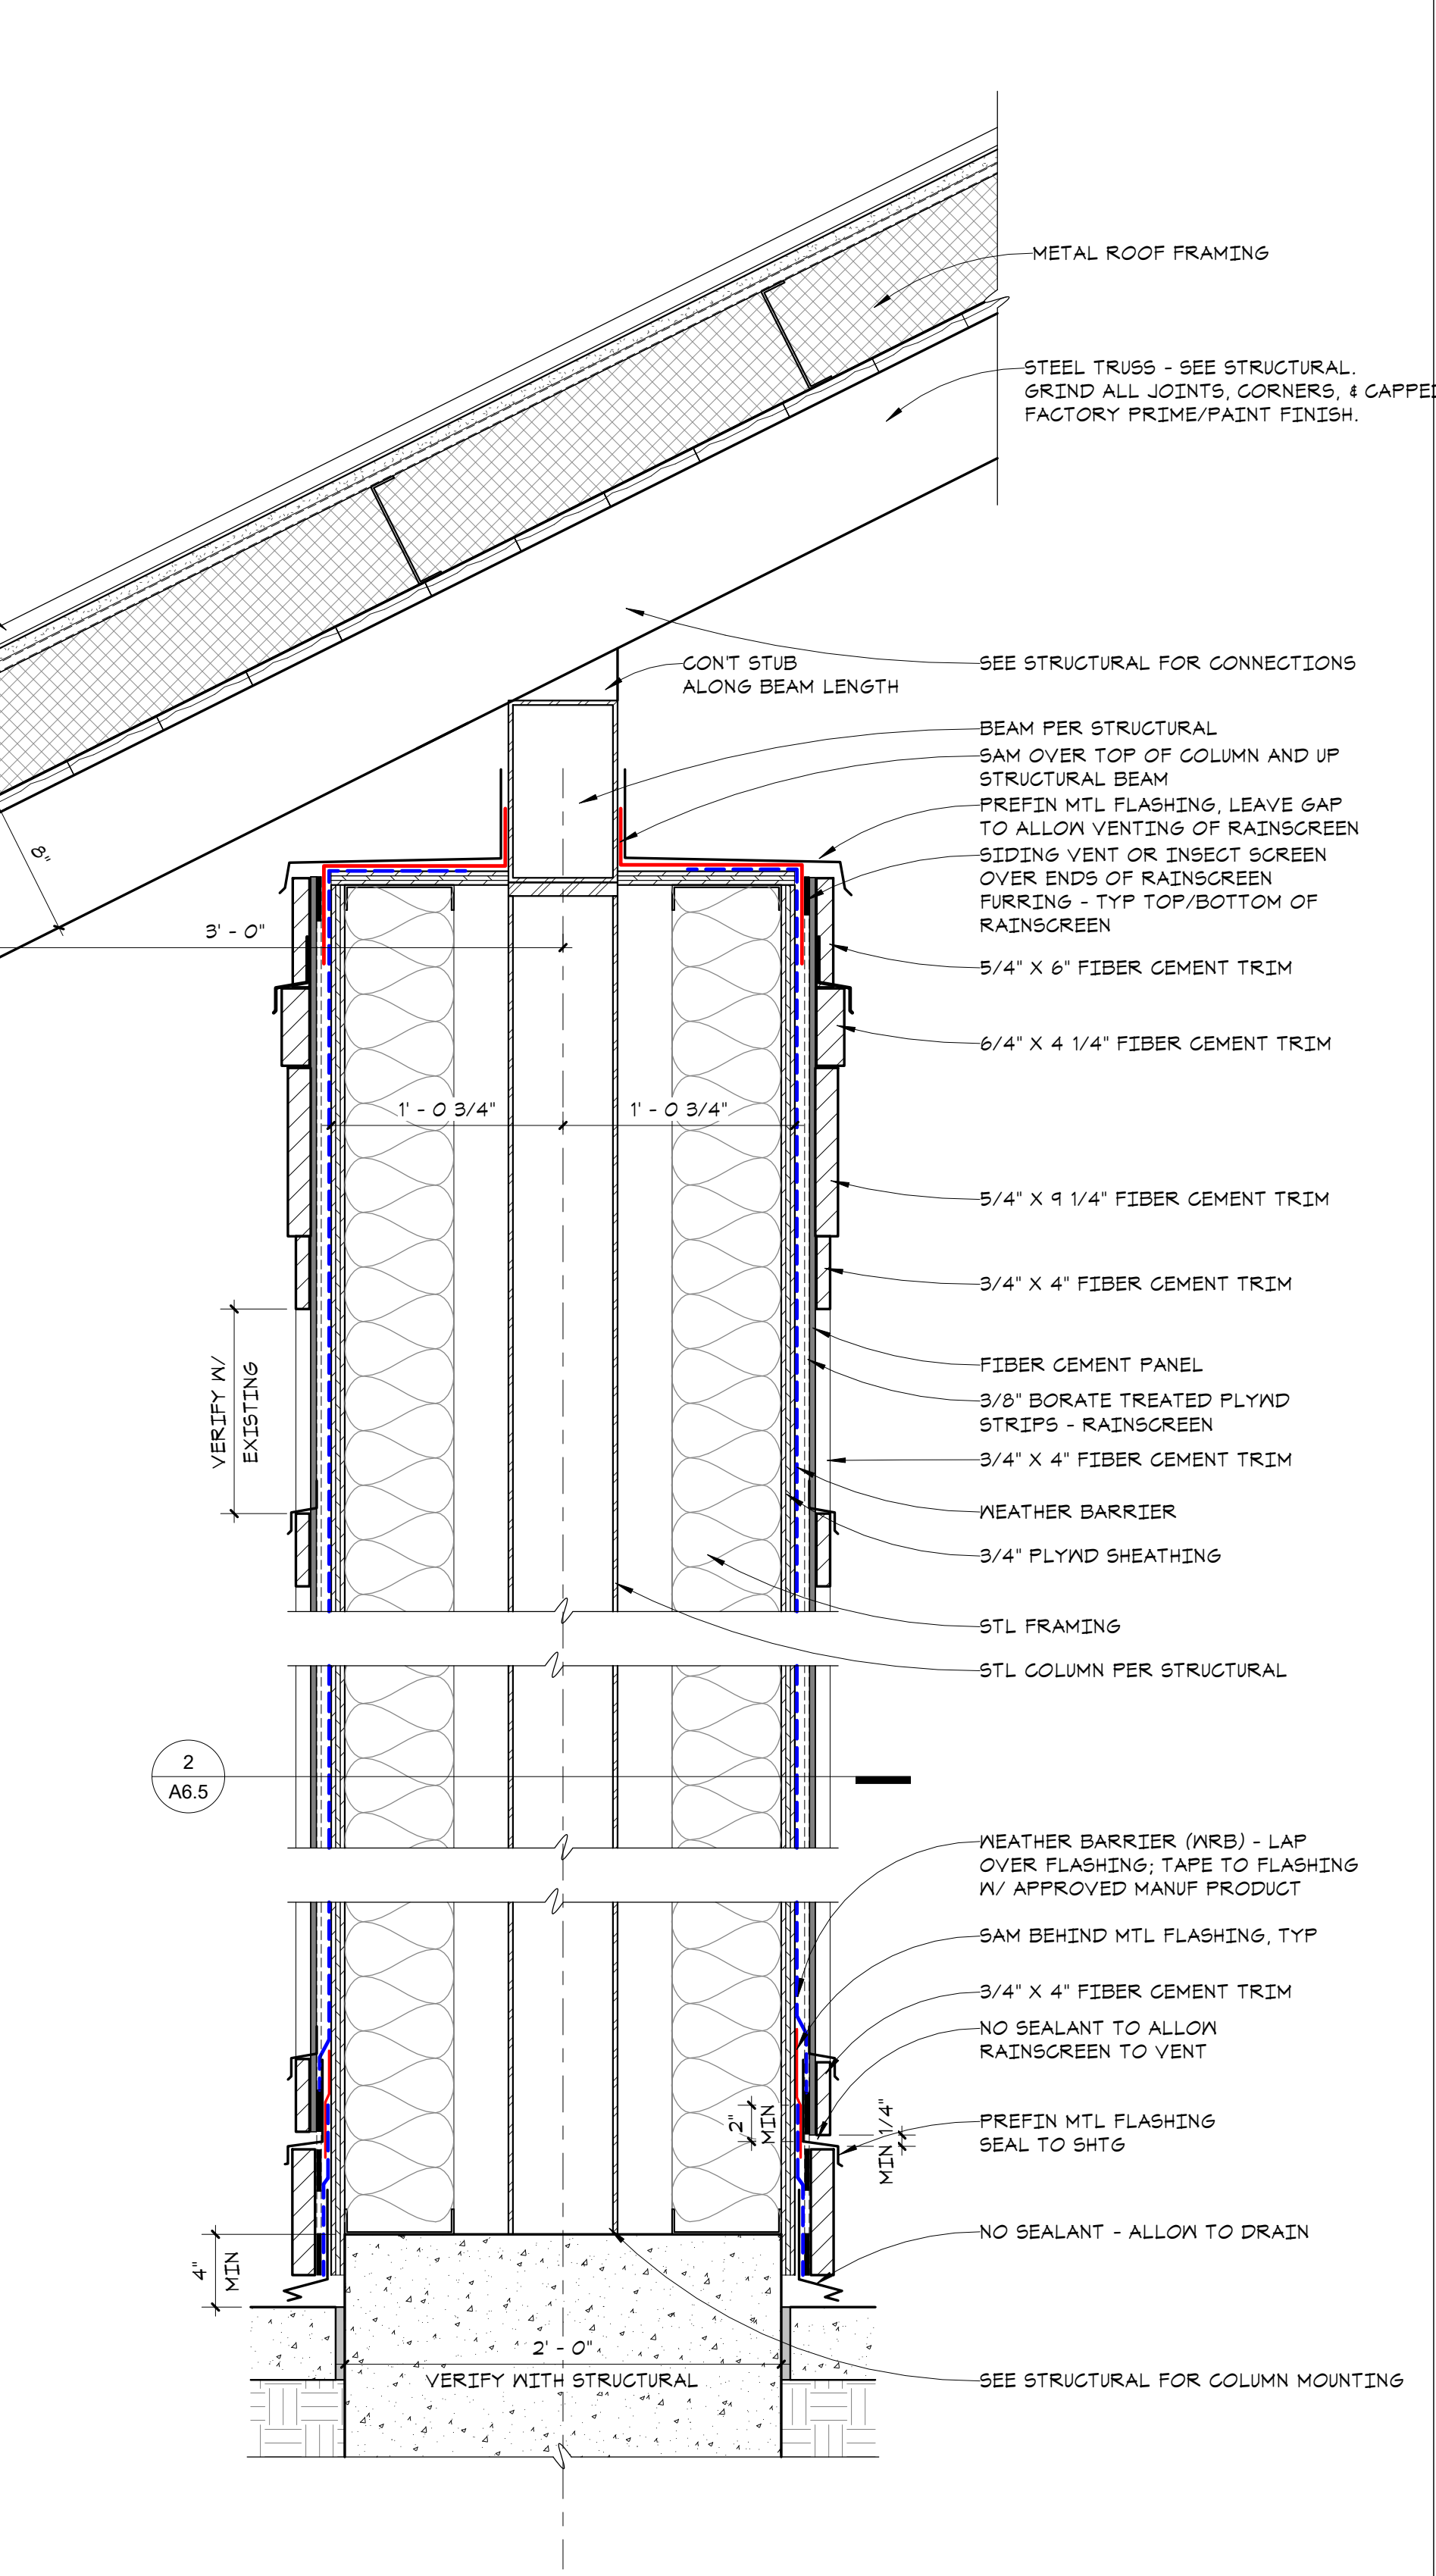 METAL ROOF FRAMING
STEEL TRUSS - SEE STRUCTURAL.
GRIND ALL JOINTS, CORNERS, &
FACTORY PRIME/PAINT FINISH.
CON'T STUB
ALONG BEAM LENGTH
SEE STRUCTURAL FOR CONNECTIONS
BEAM PER STRUCTURAL
SAM OVER TOP OF COLUMN AND UP
STRUCTURAL BEAM
PREFIN MTL FLASHING, LEAVE GAP
TO ALLOW VENTING OF RAINSCREEN
SIDING VENT OR INSECT SCREEN
OVER ENDS OF RAINSCREEN
FURRING - TYP TOP/BOTTOM OF
RAINSCREEN
8"
3' - 0"
5/4" X 6" FIBER CEMENT TRIM
6/4" X 4 1/4" FIBER CEMENT TRIM
1' - 0 3/4"
1' - 0 3/4"
5/4" X 9 1/4" FIBER CEMENT TRIM
3/4" X 4" FIBER CEMENT TRIM
VERIFY W/
EXISTING
FIBER CEMENT PANEL
3/8" BORATE TREATED PLYWD
STRIPS - RAINSCREEN
3/4" X 4" FIBER CEMENT TRIM
WEATHER BARRIER
3/4" PLYWD SHEATHING
STL FRAMING
STL COLUMN PER STRUCTURAL
2
A6.5
WEATHER BARRIER (WRB) - LAP
OVER FLASHING; TAPE TO FLASHING
W/ APPROVED MANUF PRODUCT
SAM BEHIND MTL FLASHING, TYP
3/4" X 4" FIBER CEMENT TRIM
NO SEALANT TO ALLOW
RAINSCREEN TO VENT
2"
MIN
MIN 1/4"
PREFIN MTL FLASHING
SEAL TO SHTG
NO SEALANT - ALLOW TO DRAIN
4"
MIN
2' - 0"
VERIFY WITH STRUCTURAL
SEE STRUCTURAL FOR COLUMN MOUNTING